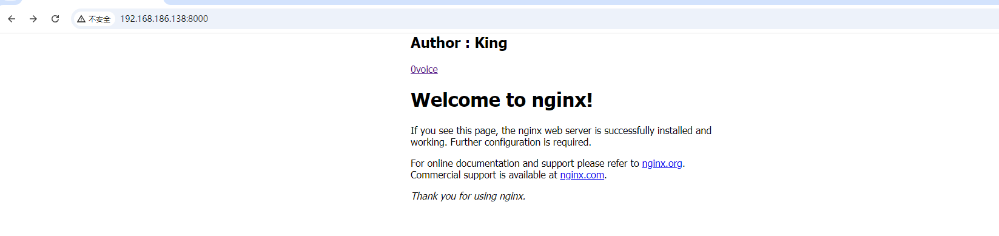 不安全 192.168.186.138:8000
Author : King
0voice
Welcome to nginx!
If you see this page, the nginx web server is successfully installed and
working. Further configuration is required.
For online documentation and support please refer to nginx.org.
Commercial support is available at nginx.com.
Thank you for using nginx.